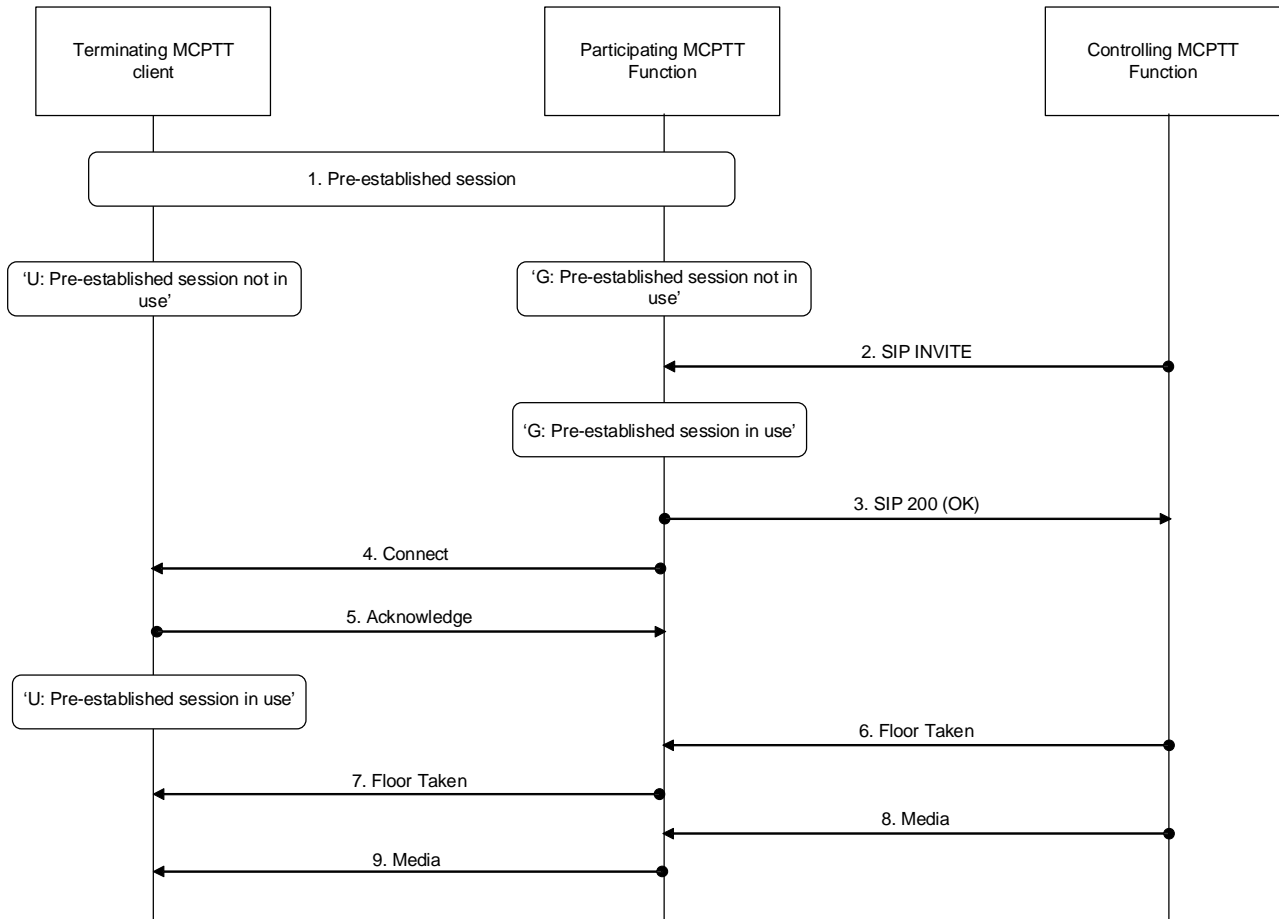 Terminating MCPTT
client
Participating MCPTT
Function
Controlling MCPTT
Function
1. Pre-established session
‘U: Pre-established session not in
use’
‘G: Pre-established session not in
use’
2. SIP INVITE
‘G: Pre-established session in use’
3. SIP 200 (OK)
4. Connect
5. Acknowledge
‘U: Pre-established session in use’
6. Floor Taken
7. Floor Taken
8. Media
9. Media